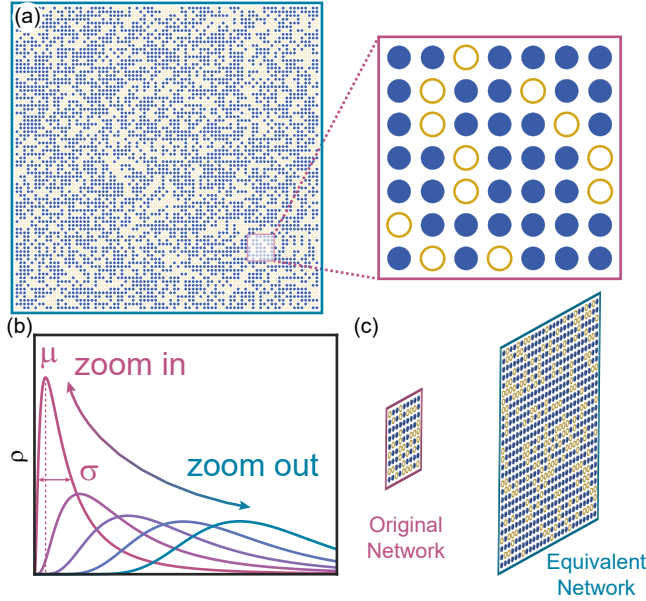 (a)
(b)
μ
zoom in
ρ
σ
zoom out
(c)
Original
Network
Equivalent
Network